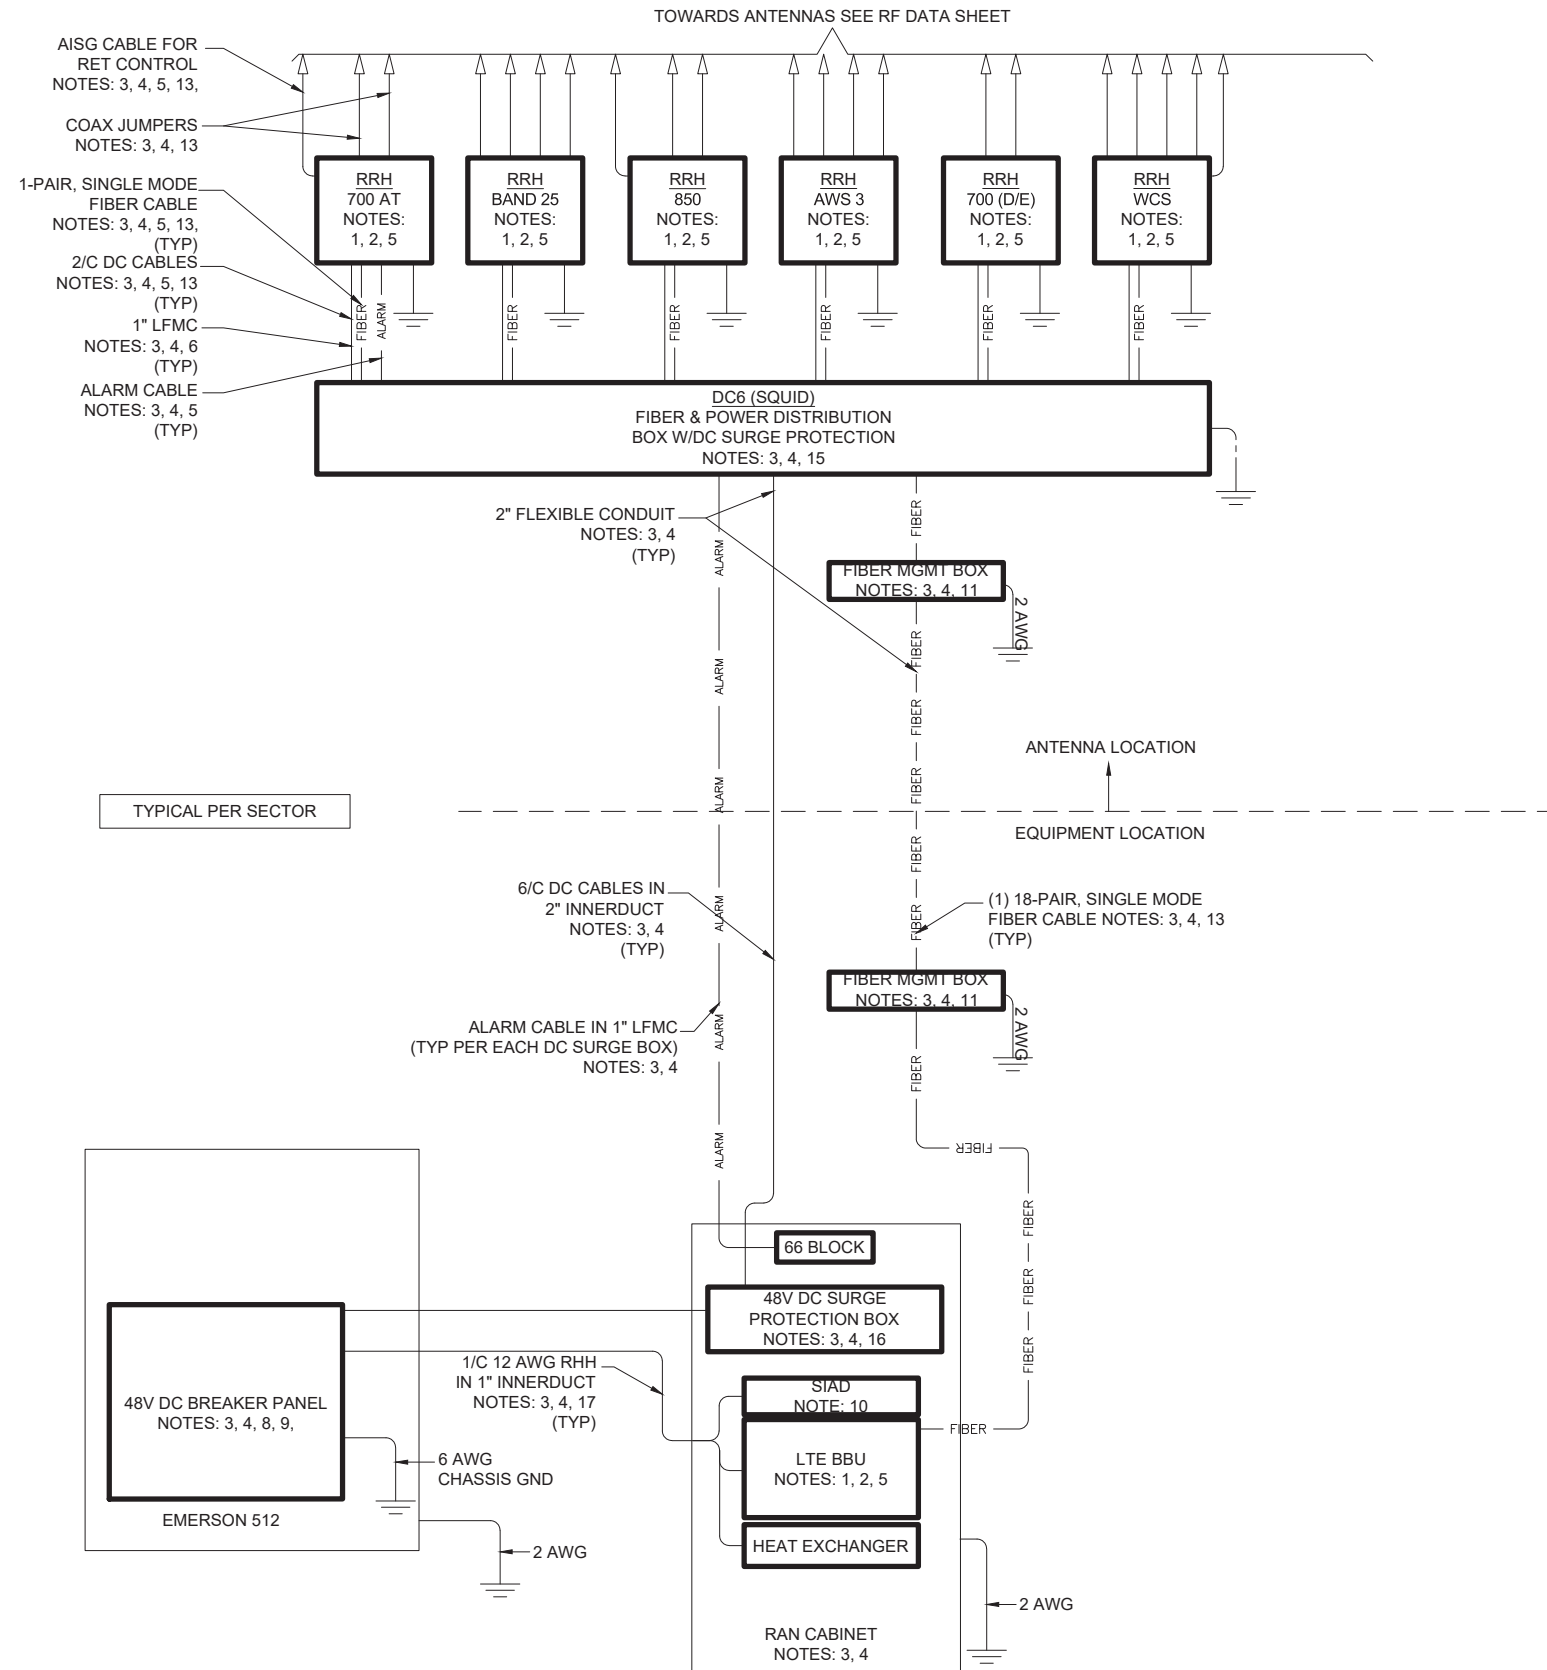 TOWARDS ANTENNAS SEE RF DATA SHEET
AISG CABLE FOR
RET CONTROL
NOTES: 3, 4, 5, 13,
COAX JUMPERS
NOTES: 3, 4, 13
1-PAIR, SINGLE MODE
FIBER CABLE
NOTES: 3, 4, 5, 13,
(TYP)
2/C DC CABLES
NOTES: 3, 4, 5, 13
(TYP)
1" LFMC
NOTES: 3, 4, 6
(TYP)
ALARM CABLE
NOTES: 3, 4, 5
(TYP)
RRH
700 AT
NOTES:
1, 2, 5
RRH
BAND 25
NOTES:
1, 2, 5
RRH
850
NOTES:
1, 2, 5
RRH
AWS 3
NOTES:
1, 2, 5
RRH
700 (D/E)
NOTES:
1, 2, 5
RRH
WCS
NOTES:
1, 2, 5
FIBER
ALARM
FIBER
FIBER
FIBER
FIBER
FIBER
DC6 (SQUID)
FIBER & POWER DISTRIBUTION
BOX W/DC SURGE PROTECTION
NOTES: 3, 4, 15
2" FLEXIBLE CONDUIT
NOTES: 3, 4
(TYP)
ALARM
ALARM
ALARM
ALARM
ALARM
ALARM
FIBER
FIBER MGMT BOX
NOTES: 3, 4, 11
2 AWG
FIBER
FIBER
FIBER
FIBER
FIBER
ANTENNA LOCATION
TYPICAL PER SECTOR
EQUIPMENT LOCATION
6/C DC CABLES IN
2" INNERDUCT
NOTES: 3, 4
(TYP)
(1) 18-PAIR, SINGLE MODE
FIBER CABLE NOTES: 3, 4, 13
(TYP)
FIBER MGMT BOX
NOTES: 3, 4, 11
2 AWG
ALARM CABLE IN 1" LFMC
(TYP PER EACH DC SURGE BOX)
NOTES: 3, 4
FIBER
FIBER
FIBER
FIBER
FIBER
FIBER
66 BLOCK
48V DC SURGE
PROTECTION BOX
NOTES: 3, 4, 16
1/C 12 AWG RHH
IN 1" INNERDUCT
NOTES: 3, 4, 17
(TYP)
48V DC BREAKER PANEL
NOTES: 3, 4, 8, 9,
SIAD
NOTE: 10
LTE BBU
NOTES: 1, 2, 5
6 AWG
CHASSIS GND
EMERSON 512
HEAT EXCHANGER
2 AWG
2 AWG
RAN CABINET
NOTES: 3, 4